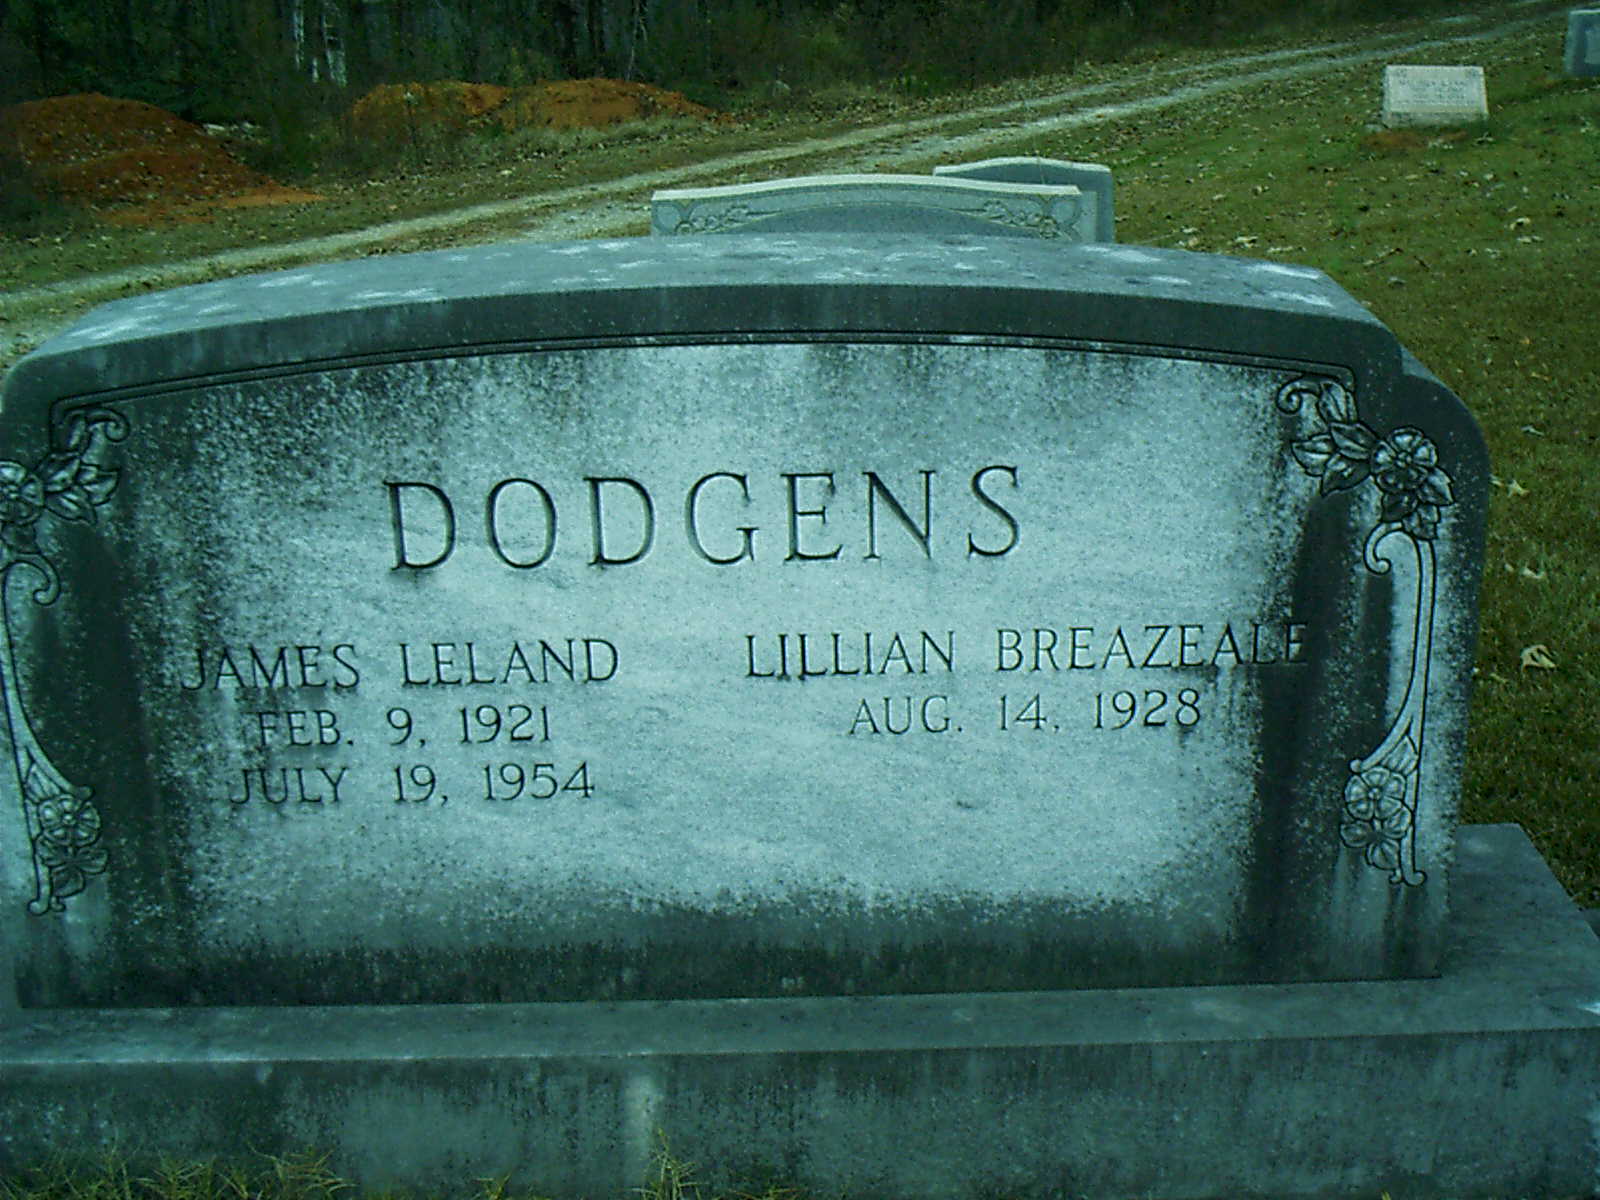 DODGENS
JAMES LELAND
FEB. 9, 1921
JULY 19, 1954
LILLIAN BREAZEALE
AUG. 14, 1928